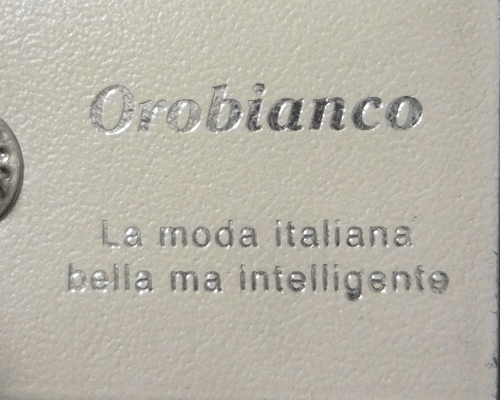 Orobianco
La moda italiana
bella ma intelligente